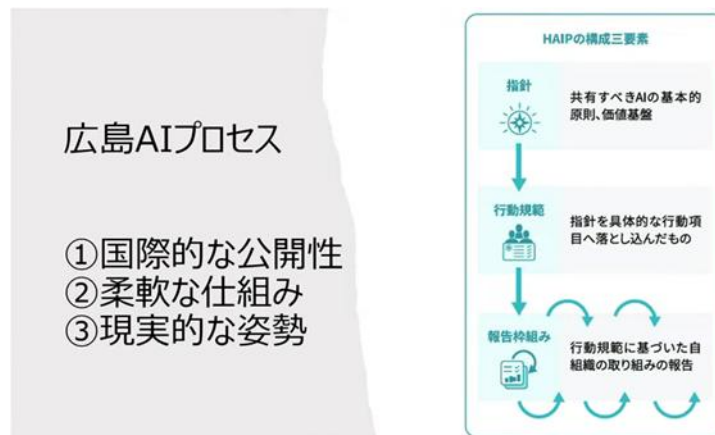 広島AIプロセス
①国際的な公開性
②柔軟な仕組み
③現実的な姿勢
HAIPの構成三要素
指針
共有すべきAIの基本的
原則、価値基盤
行動規範
指針を具体的な行動項
目へ落とし込んだもの
報告枠組み
行動規範に基づいた自
組織の取り組みの報告